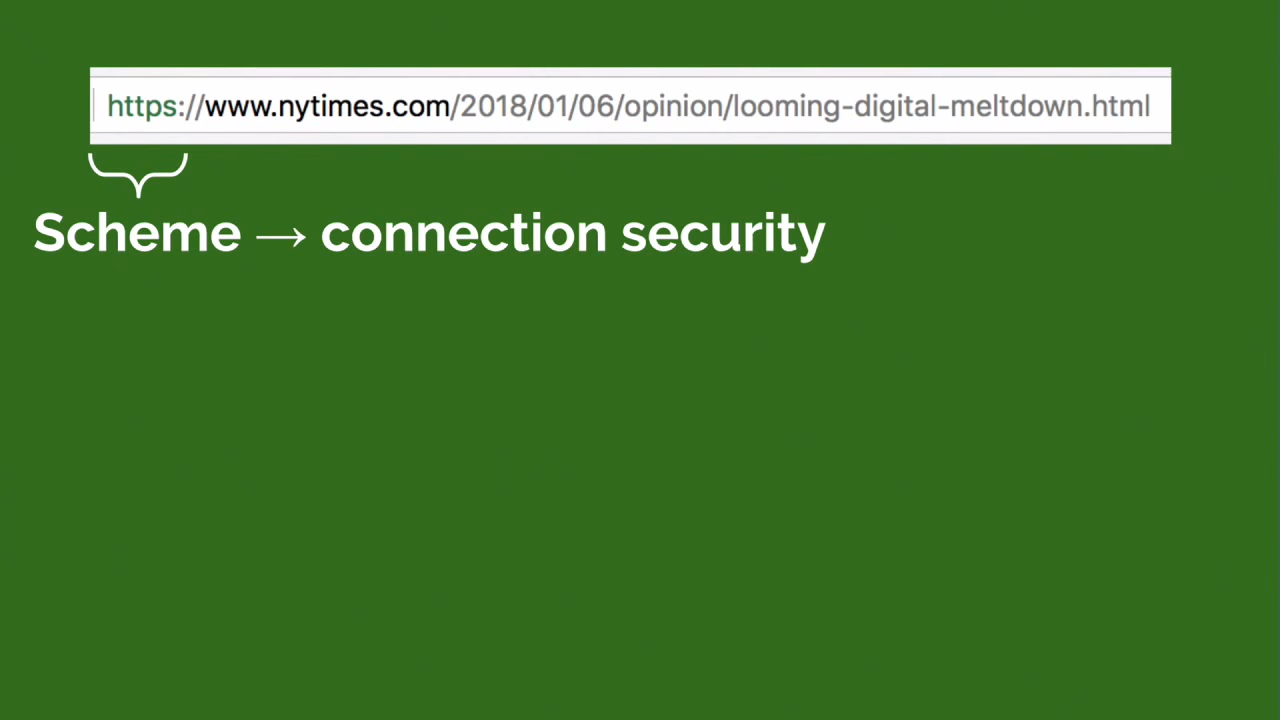 https://www.nytimes.com/2018/01/06/opinion/looming-digital-meltdown.html
Scheme → connection security